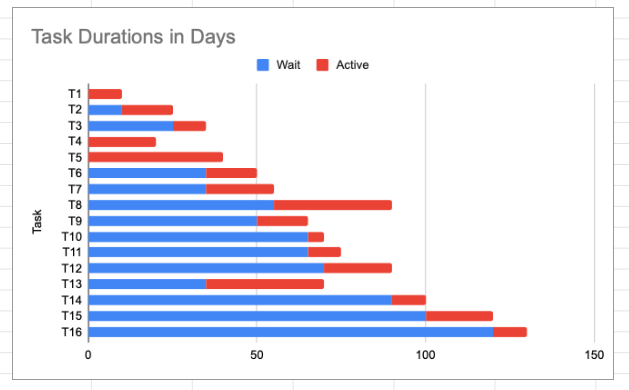 Task Durations in Days
Wait Active
T1
T2
T3
T4
T5
T6
T7
T8
T9
T10
T11
T12
T13
T14
T15
T16
Task
0 50 100 150